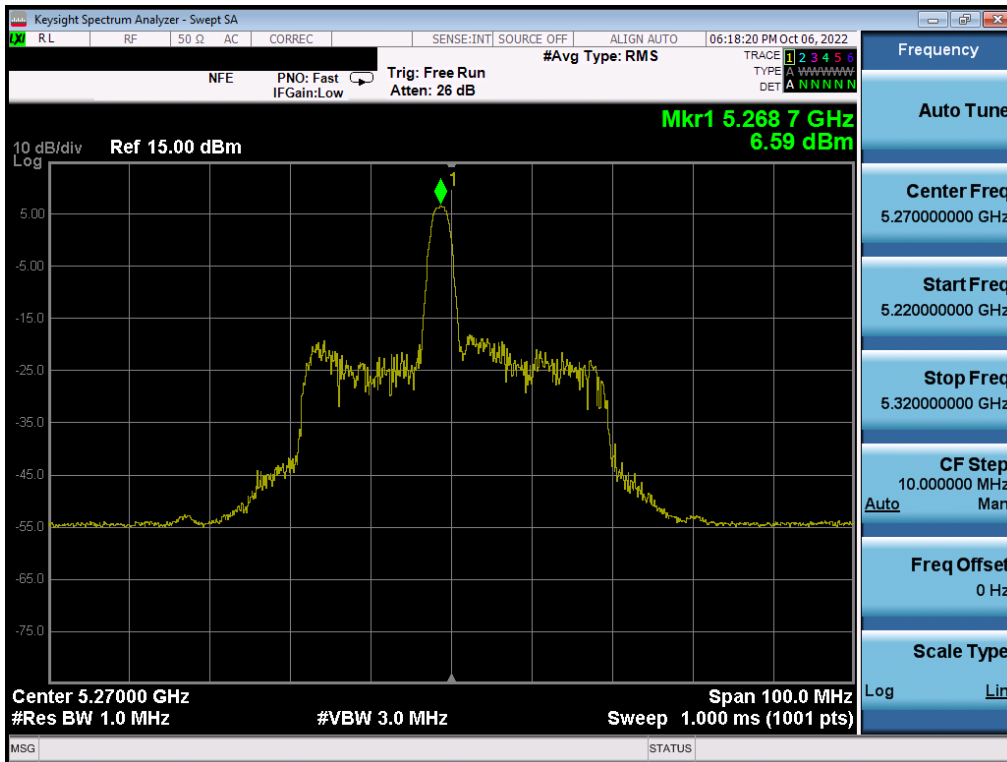 Keysight Spectrum Analyzer - Swept SA
LXI RL RF 50 Ω AC CORREC SENSE:INT SOURCE OFF ALIGN AUTO 06:18:20 PM Oct 06, 2022
Frequency
#Avg Type: RMS
TRACE 1 2 3 4 5 6
TYPE A WWWWW
DET A N N N N N
NFE
PNO: Fast
IFGain:Low
Trig: Free Run
Atten: 26 dB
Auto Tune
Mkr1 5.268 7 GHz
6.59 dBm
10 dB/div
Log
Ref 15.00 dBm
1
5.00
-5.00
-15.0
-25.0
-35.0
-45.0
-55.0
-65.0
-75.0
Center Freq
5.270000000 GHz
Start Freq
5.220000000 GHz
Stop Freq
5.320000000 GHz
CF Step
10.000000 MHz
Auto Man
Freq Offset
0 Hz
Scale Type
Log Lin
Center 5.27000 GHz
Span 100.0 MHz
#Res BW 1.0 MHz
#VBW 3.0 MHz
Sweep 1.000 ms (1001 pts)
MSG
STATUS